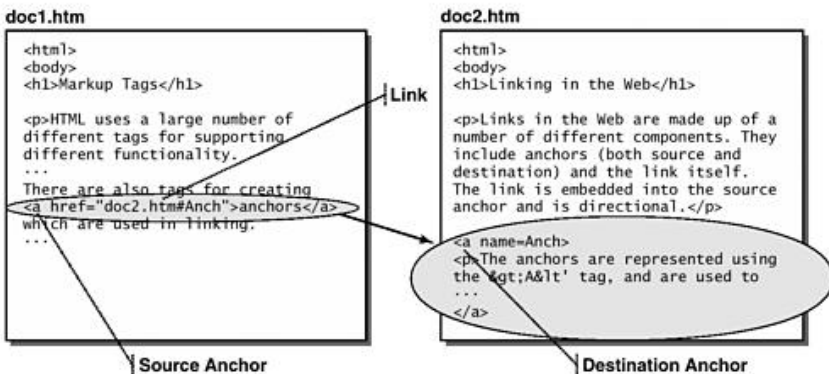 doc1.htm
<html>
<body>
<h1>Markup Tags</h1>
<p>HTML uses a large number of
different tags for supporting
different functionality.
...
There are also tags for creating
<a href="doc2.htm#Anch">anchors</a>
which are used in linking.
...
Link
Source Anchor
doc2.htm
<html>
<body>
<h1>Linking in the Web</h1>
<p>Links in the Web are made up of a
number of different components. They
include anchors (both source and
destination) and the link itself.
The link is embedded into the source
anchor and is directional.</p>
<a name=Anch>
<p>The anchors are represented using
the &gt;A&lt' tag, and are used to
...
</a>
Destination Anchor